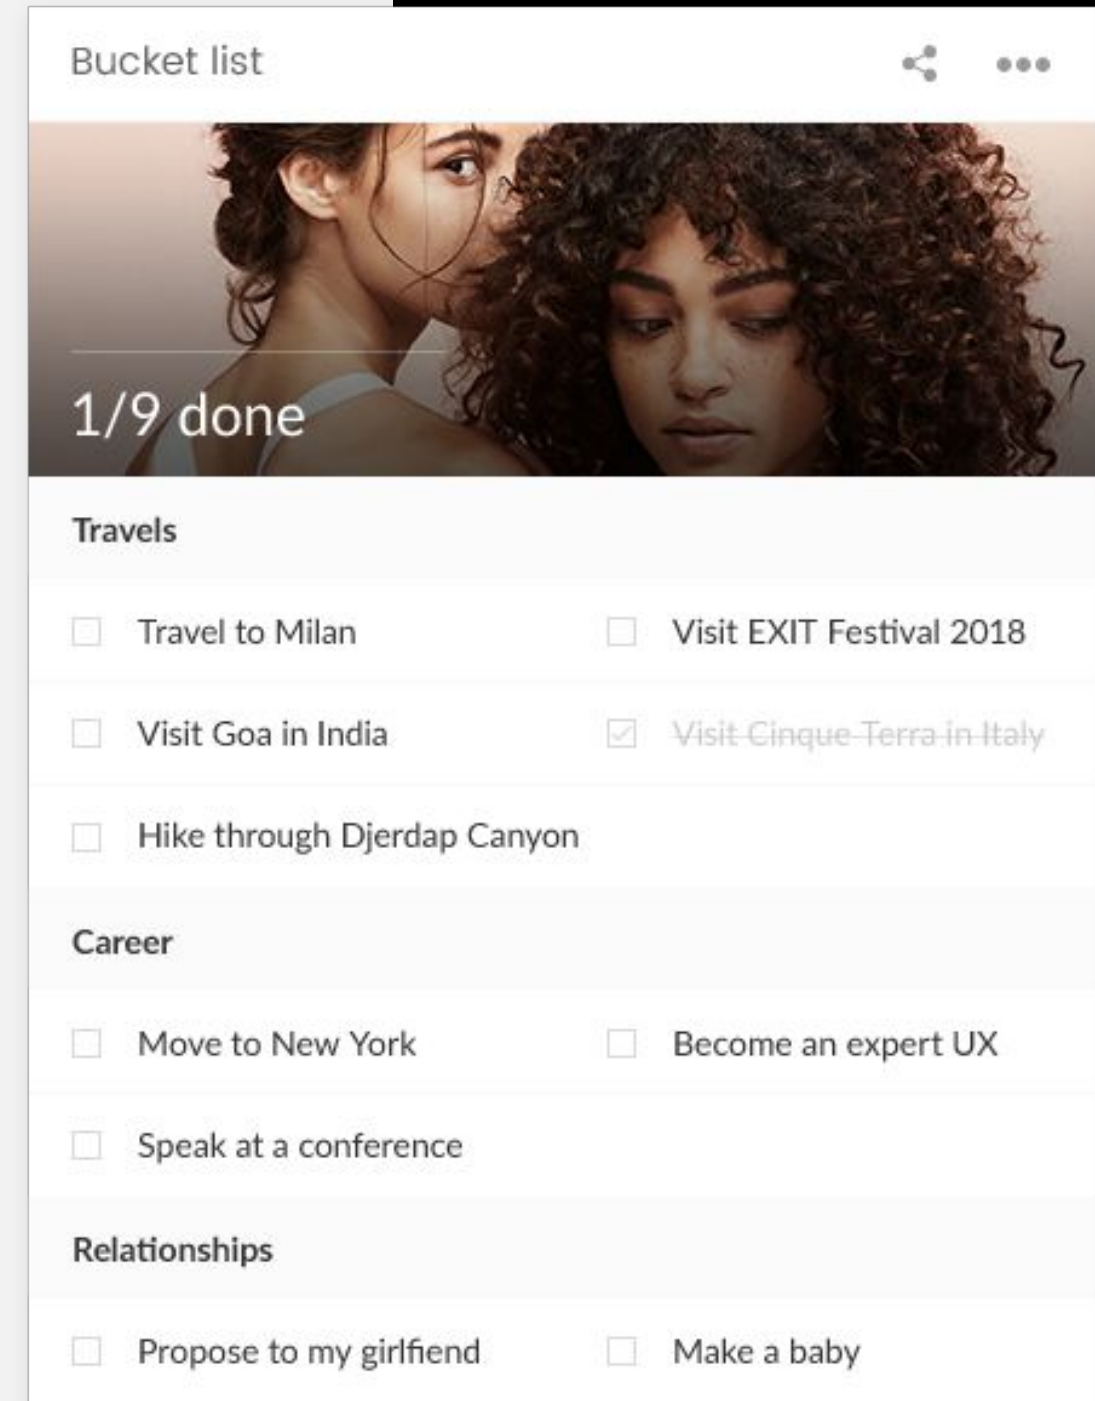 Bucket list
1/9 done
Travels
Travel to Milan
Visit EXIT Festival 2018
Visit Goa in India
Visit Cinque Terra in Italy
Hike through Djerdap Canyon
Career
Move to New York
Become an expert UX
Speak at a conference
Relationships
Propose to my girlfiend
Make a baby